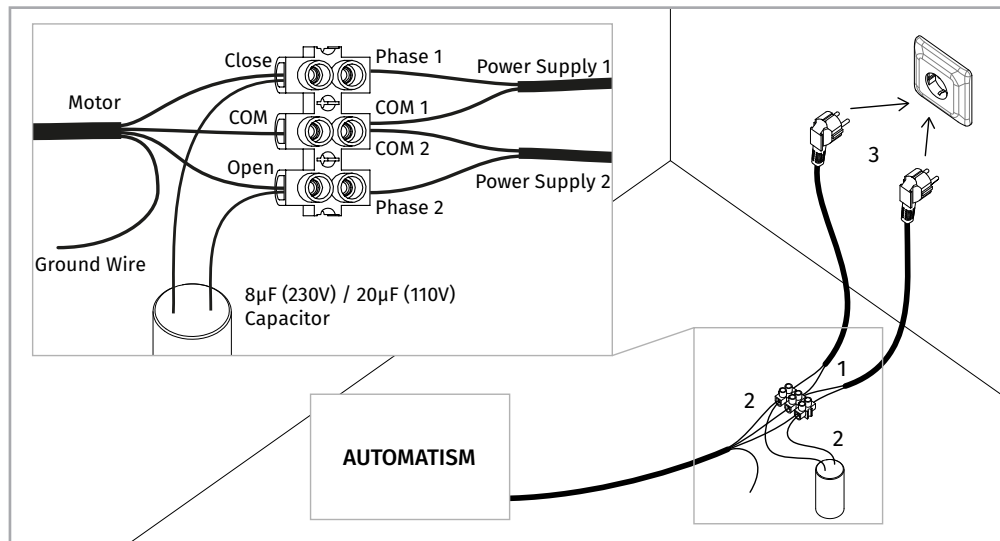 Close
Phase 1
Power Supply 1
Motor
COM
COM 1
COM 2
Open
Power Supply 2
Phase 2
Ground Wire
8µF (230V) / 20µF (110V)
Capacitor
3
1
2
2
AUTOMATISM